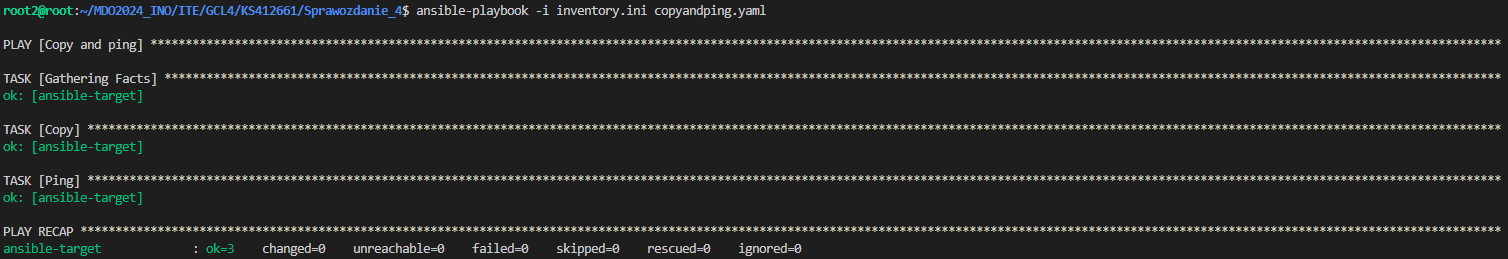 root2@root:~/MDO2024_INO/ITE/GCL4/KS412661/Sprawozdanie_4$ ansible-playbook -i inventory.ini copyandping.yaml
PLAY [Copy and ping] ****************************************************************************************************************************************************************************************************
TASK [Gathering Facts] **************************************************************************************************************************************************************************************************
ok: [ansible-target]
TASK [Copy] *************************************************************************************************************************************************************************************************************
ok: [ansible-target]
TASK [Ping] *************************************************************************************************************************************************************************************************************
ok: [ansible-target]
PLAY RECAP **************************************************************************************************************************************************************************************************************
ansible-target             : ok=3    changed=0    unreachable=0    failed=0    skipped=0    rescued=0    ignored=0